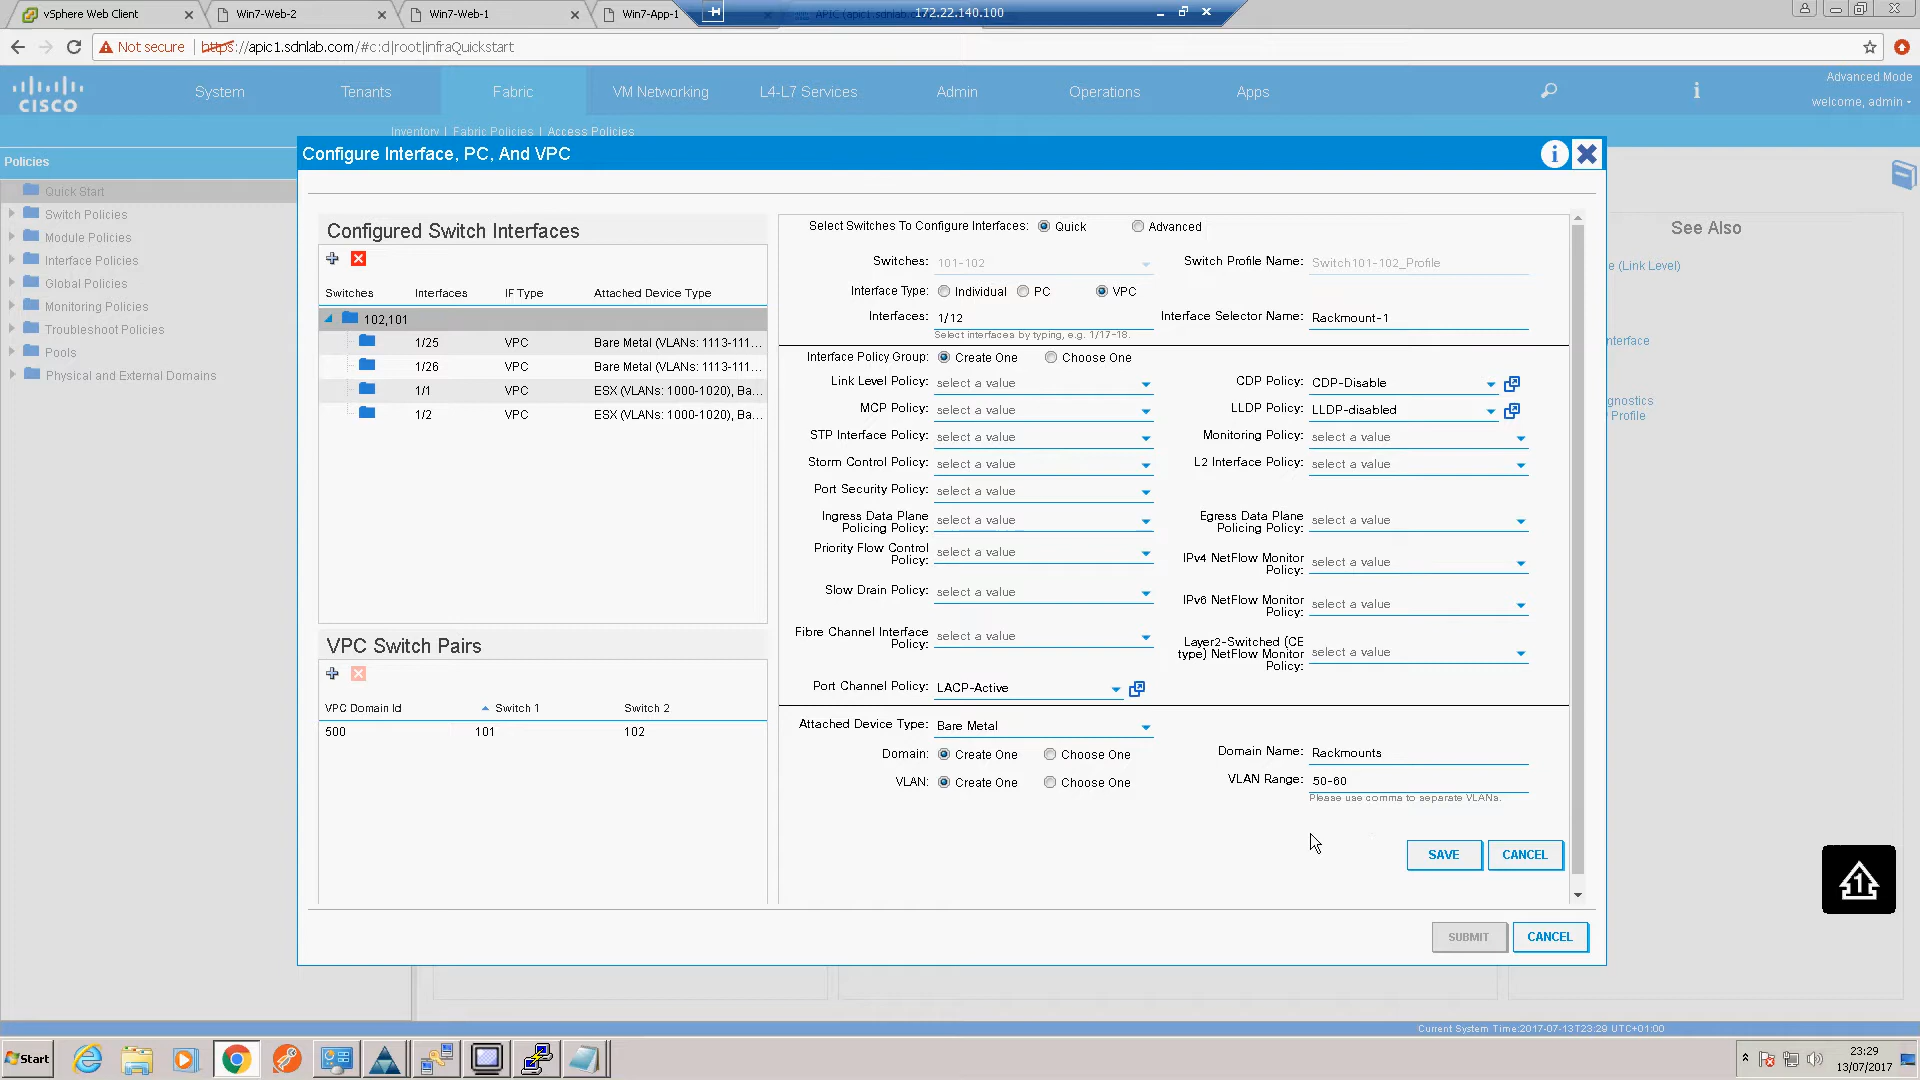 vSphere Web Client
Win7-Web-2
Win7-Web-1
Win7-App-1
172.22.140.100
Not secure
https://apic1.sdnlab.com/#c:d|root|infraQuickstart
CISCO
System
Tenants
Fabric
VM Networking
L4-L7 Services
Admin
Operations
Apps
Advanced Mode
welcome, admin
Inventory | Fabric Policies | Access Policies
Policies
Quick Start
Switch Policies
Module Policies
Interface Policies
Global Policies
Monitoring Policies
Troubleshoot Policies
Pools
Physical and External Domains
Configure Interface, PC, And VPC
Configured Switch Interfaces
Switches Interfaces IF Type Attached Device Type
102,101
1/25 VPC Bare Metal (VLANs: 1113-111...
1/26 VPC Bare Metal (VLANs: 1113-111...
1/1 VPC ESX (VLANs: 1000-1020), Ba...
1/2 VPC ESX (VLANs: 1000-1020), Ba...
VPC Switch Pairs
VPC Domain Id Switch 1 Switch 2
500 101 102
Select Switches To Configure Interfaces: Quick Advanced
Switches: 101-102 Switch Profile Name: Switch101-102_Profile
Interface Type: Individual PC VPC
Interfaces: 1/12 Interface Selector Name: Rackmount-1
Select interfaces by typing, e.g. 1/17-18.
Interface Policy Group: Create One Choose One
Link Level Policy: select a value CDP Policy: CDP-Disable
MCP Policy: select a value LLDP Policy: LLDP-disabled
STP Interface Policy: select a value Monitoring Policy: select a value
Storm Control Policy: select a value L2 Interface Policy: select a value
Port Security Policy: select a value
Ingress Data Plane Policing Policy: select a value Egress Data Plane Policing Policy: select a value
Priority Flow Control Policy: select a value IPv4 NetFlow Monitor Policy: select a value
Slow Drain Policy: select a value IPv6 NetFlow Monitor Policy: select a value
Fibre Channel Interface Policy: select a value Layer2-Switched (CE type) NetFlow Monitor Policy: select a value
Port Channel Policy: LACP-Active
Attached Device Type: Bare Metal
Domain: Create One Choose One Domain Name: Rackmounts
VLAN: Create One Choose One VLAN Range: 50-60
Please use comma to separate VLANs.
SAVE CANCEL
SUBMIT CANCEL
See Also
e (Link Level)
nterface
gnostics
Profile
Current System Time:2017-07-13T23:29 UTC+01:00
Start
23:29
13/07/2017